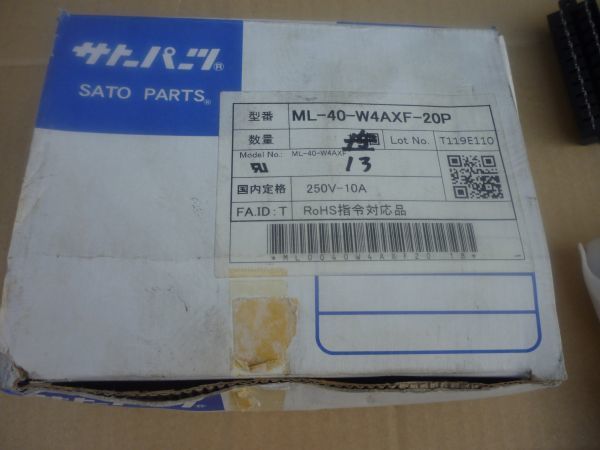 サトーパーツ®
SATO PARTS®
型番 ML-40-W4AXF-20P
数量 Lot No. T119E110
Model No.: ML-40-W4AXF
13
国内定格 250V-10A
FA.ID:T RoHS指令対応品